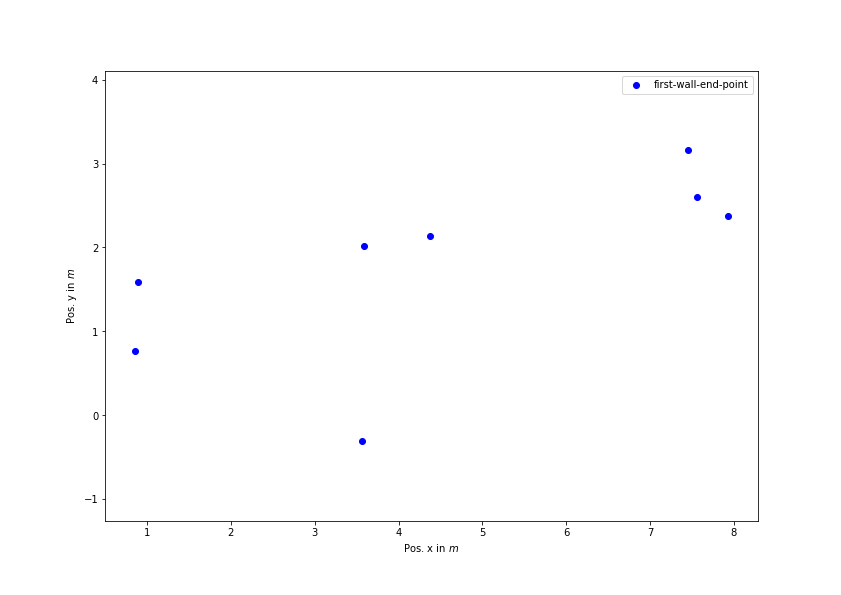 first-wall-end-point
4
3
2
1
0
−1
Pos. y in m
1 2 3 4 5 6 7 8
Pos. x in m